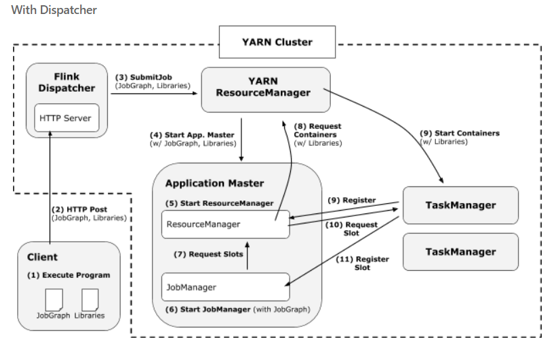 With Dispatcher
YARN Cluster
Flink
Dispatcher
HTTP Server
(3) SubmitJob
(JobGraph, Libraries)
YARN
ResourceManager
(4) Start App. Master
(w/ JobGraph, Libraries)
(8) Request
Containers
(w/ Libraries)
(9) Start Containers
(w/ Libraries)
(2) HTTP Post
(JobGraph, Libraries)
Application Master
(5) Start ResourceManager
ResourceManager
(9) Register
(10) Request
Slot
TaskManager
(7) Request Slots
(11) Register
Slot
TaskManager
JobManager
(6) Start JobManager (with JobGraph)
Client
(1) Execute Program
JobGraph Libraries